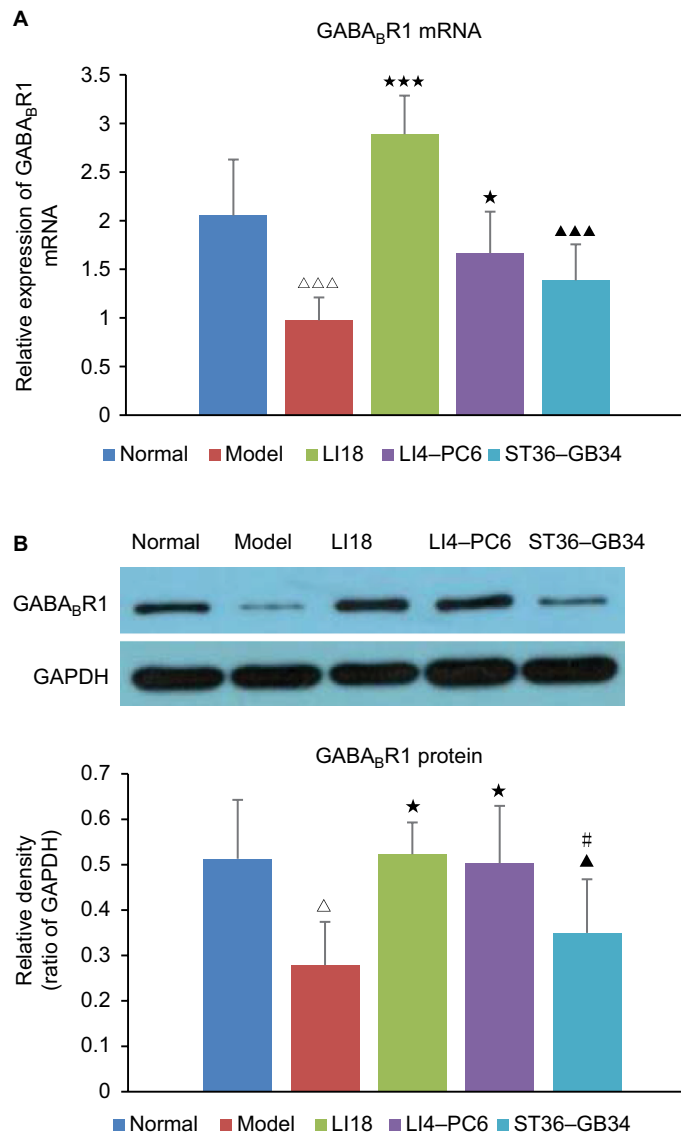 A
GABABR1 mRNA
Relative expression of GABABR1
mRNA
3.5
3
2.5
2
1.5
1
0.5
0
★★★
★
▲▲▲
△△△
Normal Model LI18 LI4–PC6 ST36–GB34
B
Normal Model LI18 LI4–PC6 ST36–GB34
GABABR1
GAPDH
GABABR1 protein
Relative density
(ratio of GAPDH)
0.7
0.6
0.5
0.4
0.3
0.2
0.1
0
★
★
#
▲
△
Normal Model LI18 LI4–PC6 ST36–GB34